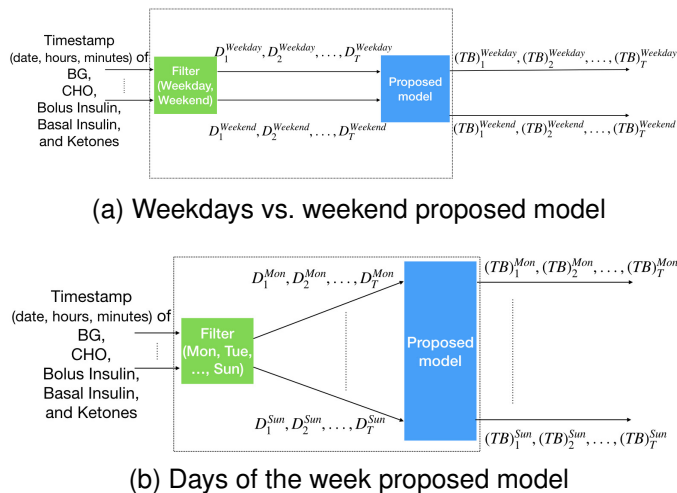 Timestamp
(date, hours, minutes) of
BG,
CHO,
Bolus Insulin,
Basal Insulin,
and Ketones
Filter
(Weekday,
Weekend)
D_1^{Weekday}, D_2^{Weekday}, . . . , D_T^{Weekday}
D_1^{Weekend}, D_2^{Weekend}, . . . , D_T^{Weekend}
Proposed
model
(TB)_1^{Weekday}, (TB)_2^{Weekday}, . . . , (TB)_T^{Weekday}
(TB)_1^{Weekend}, (TB)_2^{Weekend}, . . . , (TB)_T^{Weekend}
(a) Weekdays vs. weekend proposed model
Timestamp
(date, hours, minutes) of
BG,
CHO,
Bolus Insulin,
Basal Insulin,
and Ketones
Filter
(Mon, Tue,
..., Sun)
D_1^{Mon}, D_2^{Mon}, . . . , D_T^{Mon}
D_1^{Sun}, D_2^{Sun}, . . . , D_T^{Sun}
Proposed
model
(TB)_1^{Mon}, (TB)_2^{Mon}, . . . , (TB)_T^{Mon}
(TB)_1^{Sun}, (TB)_2^{Sun}, . . . , (TB)_T^{Sun}
(b) Days of the week proposed model